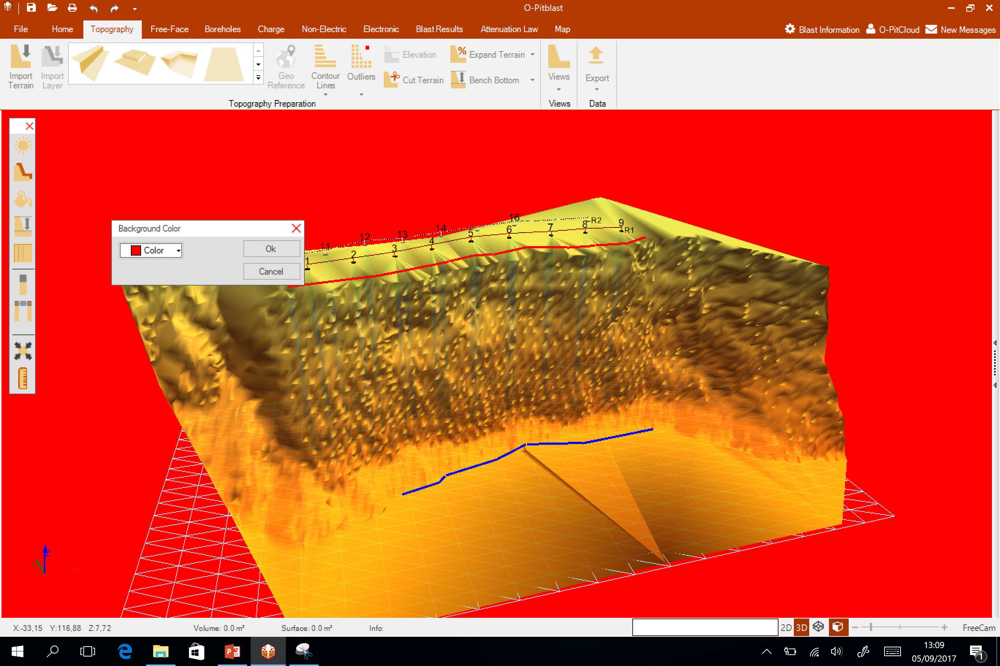 O-Pitblast
File Home Topography Free-Face Boreholes Charge Non-Electric Electronic Blast Results Attenuation Law Map Blast Information O-PitCloud New Messages
Import Terrain
Import Layer
Geo Reference
Contour Lines
Outliers
Elevation
Cut Terrain
% Expand Terrain
Bench Bottom
Views
Export
Topography Preparation Views Data
Background Color
Color
Ok
Cancel
11 12 13 14 16 R2
1 2 3 4 5 6 7 8 9 R1
Z
Y
X:-33,15 Y:116,88 Z:7,72 Volume: 0.0 m³ Surface: 0.0 m² Info: 2D 3D FreeCam
13:09
05/09/2017
1